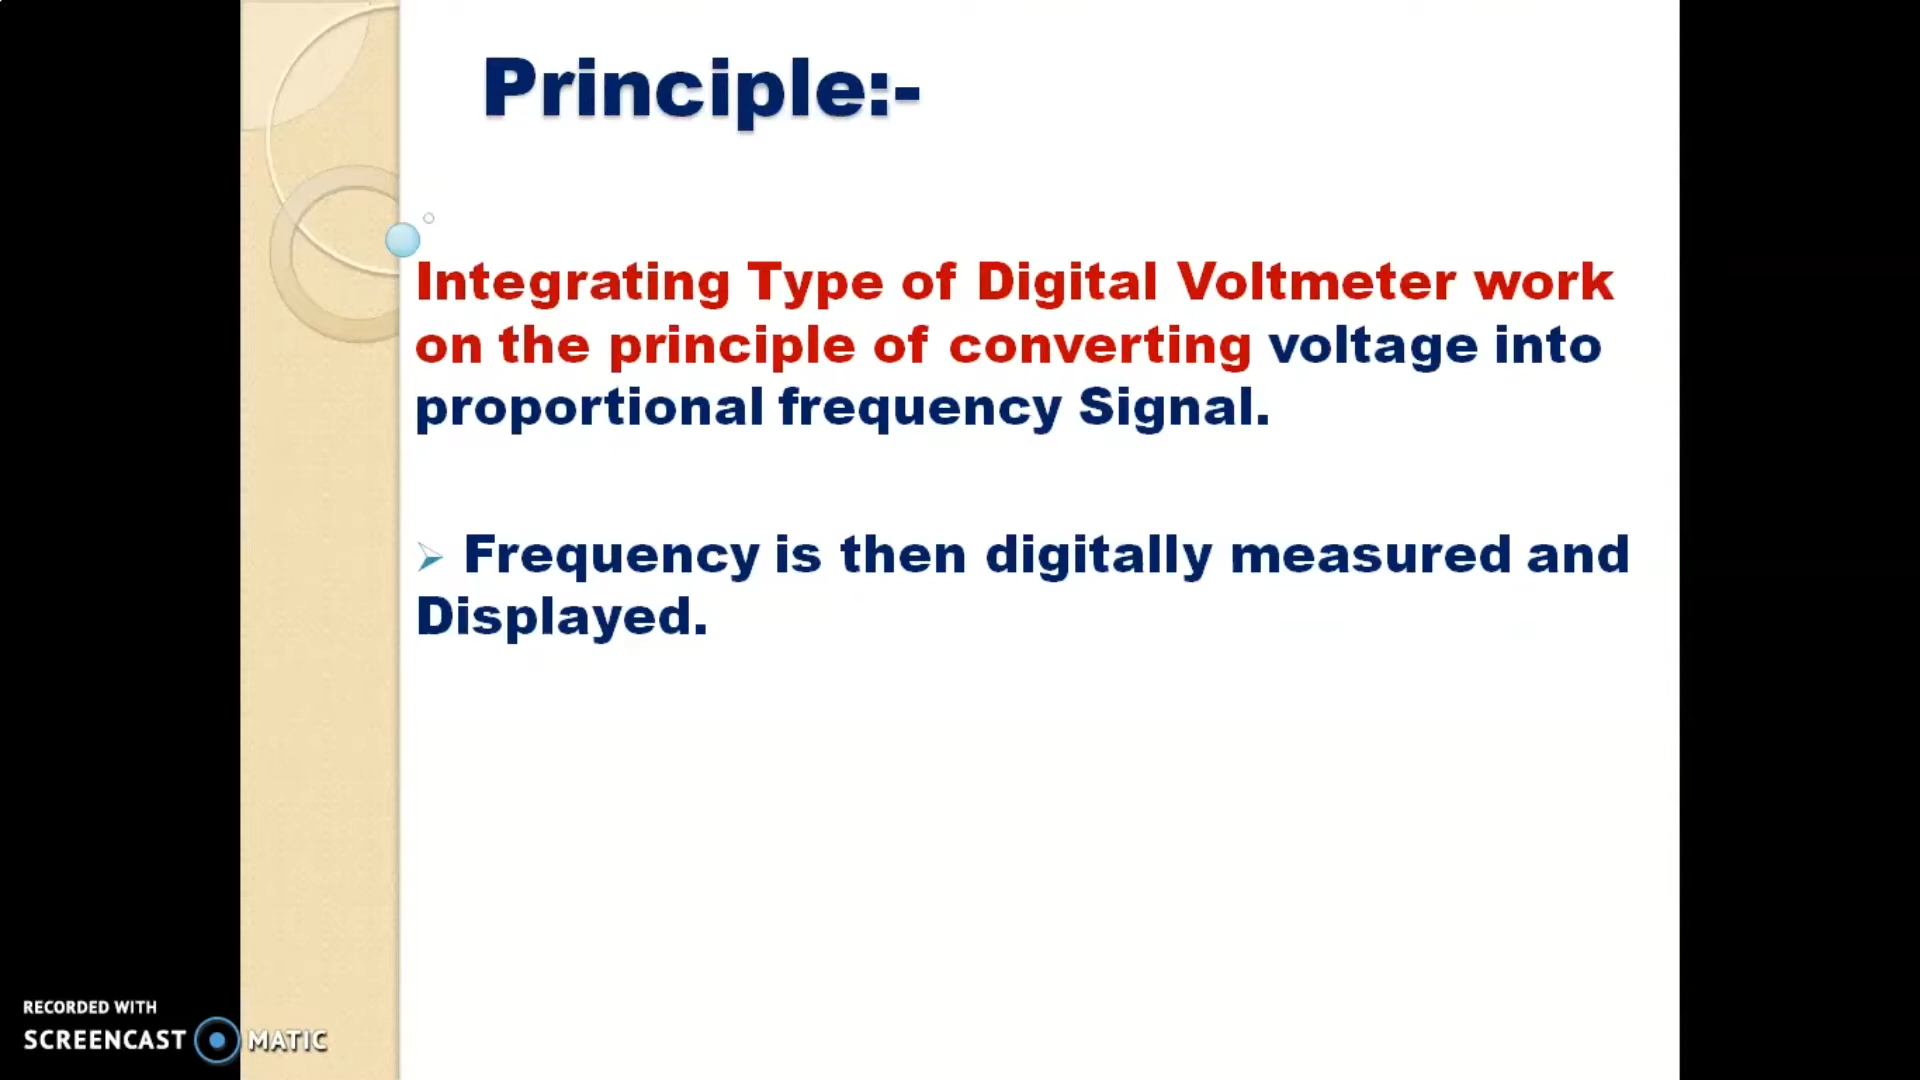 Principle:-
Integrating Type of Digital Voltmeter work
on the principle of converting voltage into
proportional frequency Signal.
Frequency is then digitally measured and
Displayed.
RECORDED WITH
SCREENCAST MATIC